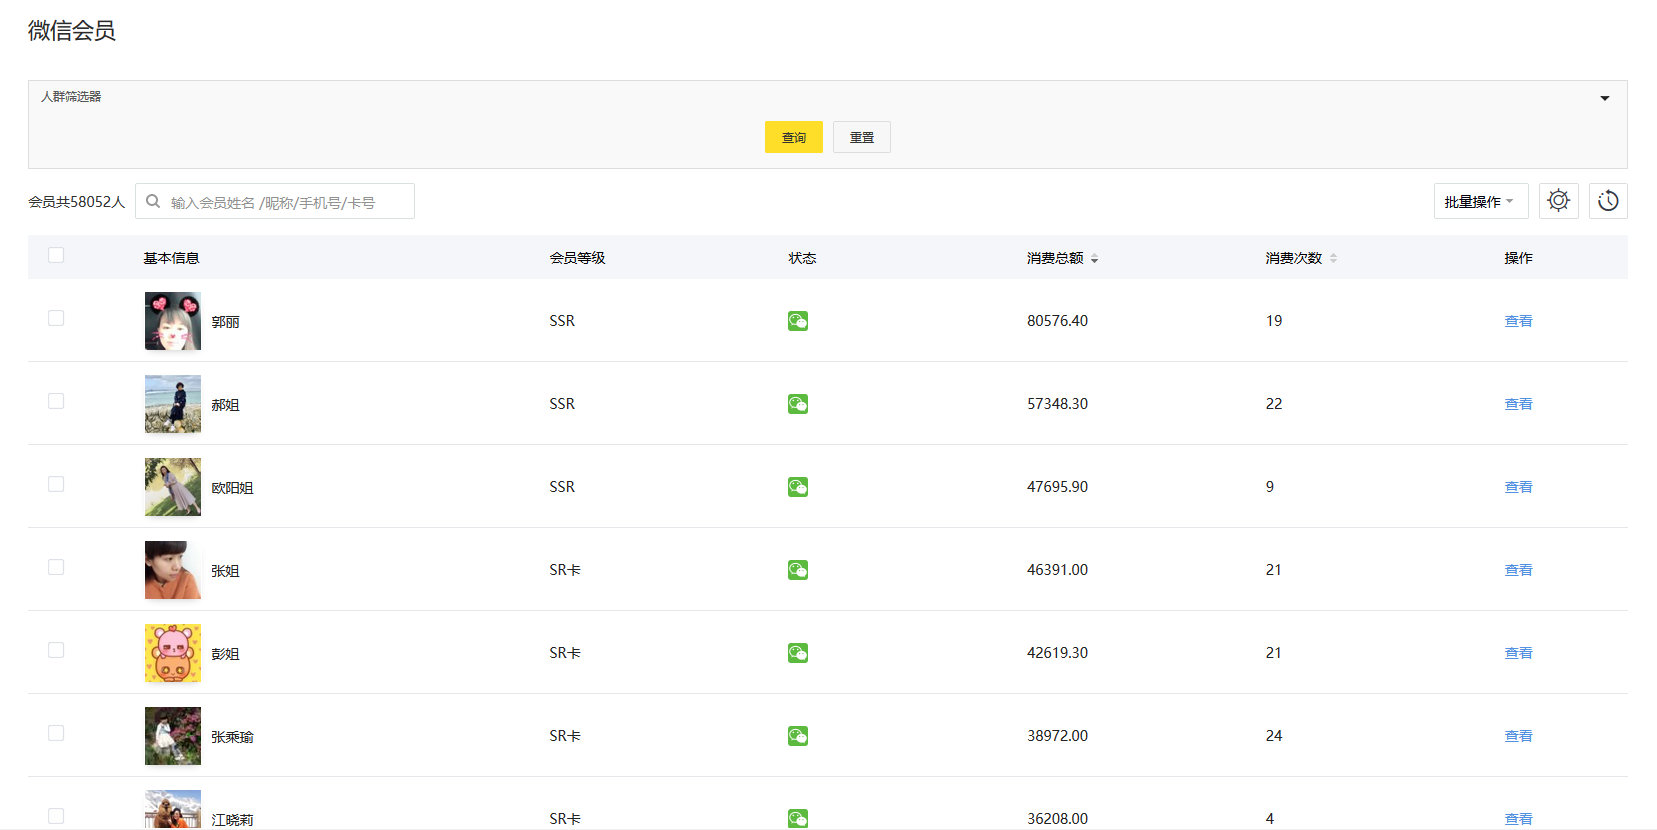 微信会员
人群筛选器
查询 重置
会员共58052人 输入会员姓名 /昵称/手机号/卡号 批量操作
基本信息 会员等级 状态 消费总额 消费次数 操作
郭丽 SSR 80576.40 19 查看
郝姐 SSR 57348.30 22 查看
欧阳姐 SSR 47695.90 9 查看
张姐 SR卡 46391.00 21 查看
彭姐 SR卡 42619.30 21 查看
张乘瑜 SR卡 38972.00 24 查看
江晓莉 SR卡 36208.00 4 查看